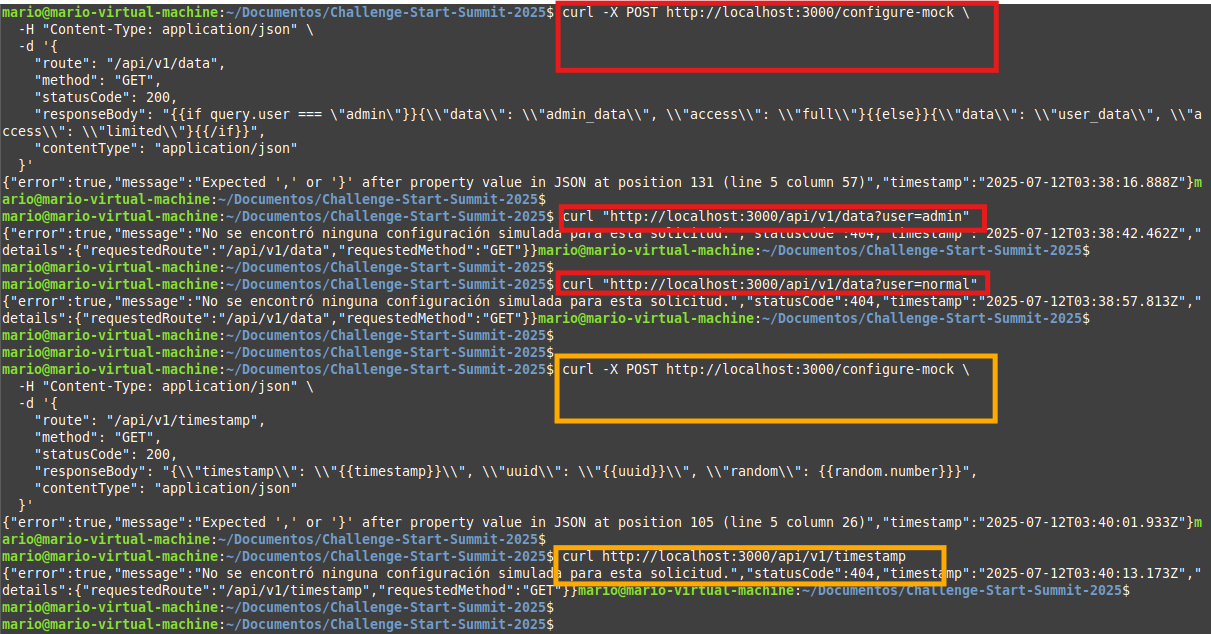 mario@mario-virtual-machine:~/Documentos/Challenge-Start-Summit-2025$ curl -X POST http://localhost:3000/configure-mock \
  -H "Content-Type: application/json" \
  -d '{
    "route": "/api/v1/data",
    "method": "GET",
    "statusCode": 200,
    "responseBody": "{{if query.user === \"admin\"}}{\\"data\\": \\"admin_data\\", \\"access\\": \\"full\\"}{{else}}{\\"data\\": \\"user_data\\", \\"a
ccess\\": \\"limited\\"}{{/if}}",
    "contentType": "application/json"
  }'
{"error":true,"message":"Expected ',' or '}' after property value in JSON at position 131 (line 5 column 57)","timestamp":"2025-07-12T03:38:16.888Z"}m
ario@mario-virtual-machine:~/Documentos/Challenge-Start-Summit-2025$
mario@mario-virtual-machine:~/Documentos/Challenge-Start-Summit-2025$ curl "http://localhost:3000/api/v1/data?user=admin"
{"error":true,"message":"No se encontró ninguna configuración simulada para esta solicitud.","statusCode":404,"timestamp":"2025-07-12T03:38:42.462Z","
details":{"requestedRoute":"/api/v1/data","requestedMethod":"GET"}}mario@mario-virtual-machine:~/Documentos/Challenge-Start-Summit-2025$
mario@mario-virtual-machine:~/Documentos/Challenge-Start-Summit-2025$
mario@mario-virtual-machine:~/Documentos/Challenge-Start-Summit-2025$ curl "http://localhost:3000/api/v1/data?user=normal"
{"error":true,"message":"No se encontró ninguna configuración simulada para esta solicitud.","statusCode":404,"timestamp":"2025-07-12T03:38:57.813Z","
details":{"requestedRoute":"/api/v1/data","requestedMethod":"GET"}}mario@mario-virtual-machine:~/Documentos/Challenge-Start-Summit-2025$
mario@mario-virtual-machine:~/Documentos/Challenge-Start-Summit-2025$
mario@mario-virtual-machine:~/Documentos/Challenge-Start-Summit-2025$
mario@mario-virtual-machine:~/Documentos/Challenge-Start-Summit-2025$ curl -X POST http://localhost:3000/configure-mock \
  -H "Content-Type: application/json" \
  -d '{
    "route": "/api/v1/timestamp",
    "method": "GET",
    "statusCode": 200,
    "responseBody": "{\\"timestamp\\": \\"{{timestamp}}\\", \\"uuid\\": \\"{{uuid}}\\", \\"random\\": {{random.number}}}",
    "contentType": "application/json"
  }'
{"error":true,"message":"Expected ',' or '}' after property value in JSON at position 105 (line 5 column 26)","timestamp":"2025-07-12T03:40:01.933Z"}m
ario@mario-virtual-machine:~/Documentos/Challenge-Start-Summit-2025$
mario@mario-virtual-machine:~/Documentos/Challenge-Start-Summit-2025$ curl http://localhost:3000/api/v1/timestamp
{"error":true,"message":"No se encontró ninguna configuración simulada para esta solicitud.","statusCode":404,"timestamp":"2025-07-12T03:40:13.173Z","
details":{"requestedRoute":"/api/v1/timestamp","requestedMethod":"GET"}}mario@mario-virtual-machine:~/Documentos/Challenge-Start-Summit-2025$
mario@mario-virtual-machine:~/Documentos/Challenge-Start-Summit-2025$
mario@mario-virtual-machine:~/Documentos/Challenge-Start-Summit-2025$